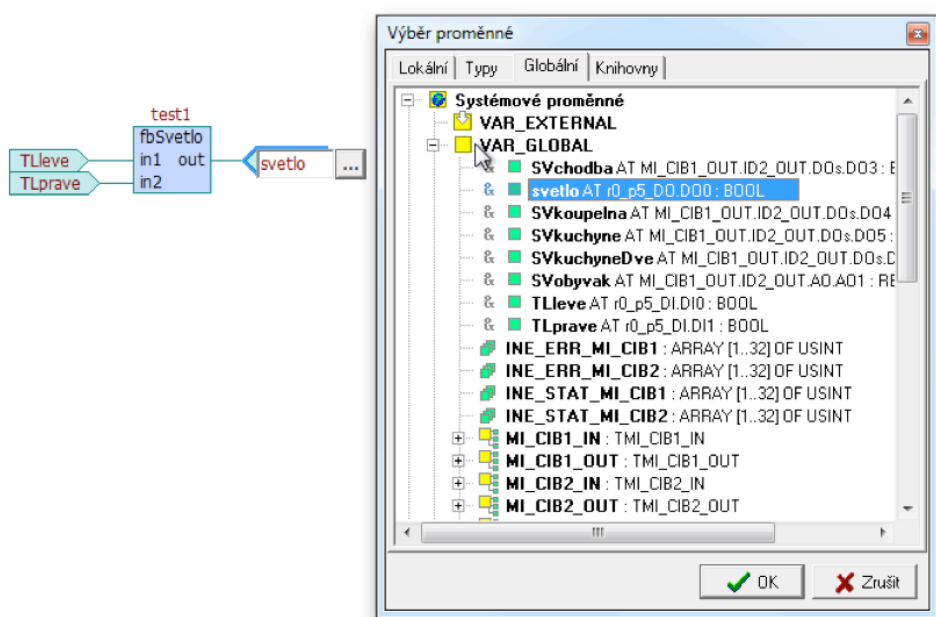 test1
fbSvetlo
TLleve
in1 out
svetlo
...
TLprave
in2
Výběr proměnné
Lokální
Typy
Globální
Knihovny
Systémové proměnné
VAR_EXTERNAL
VAR_GLOBAL
& SVchodba AT MI_CIB1_OUT.ID2_OUT.DOs.DO3 : B
& svetlo AT r0_p5_DO.DO0 : BOOL
& SVkoupelna AT MI_CIB1_OUT.ID2_OUT.DOs.DO4
& SVkuchyne AT MI_CIB1_OUT.ID2_OUT.DOs.DO5 :
& SVkuchyneDve AT MI_CIB1_OUT.ID2_OUT.DOs.D
& SVobyvak AT MI_CIB1_OUT.ID2_OUT.AO.AO1 : RE
& TLleve AT r0_p5_DI.DI0 : BOOL
& TLprave AT r0_p5_DI.DI1 : BOOL
INE_ERR_MI_CIB1 : ARRAY [1..32] OF USINT
INE_ERR_MI_CIB2 : ARRAY [1..32] OF USINT
INE_STAT_MI_CIB1 : ARRAY [1..32] OF USINT
INE_STAT_MI_CIB2 : ARRAY [1..32] OF USINT
MI_CIB1_IN : TMI_CIB1_IN
MI_CIB1_OUT : TMI_CIB1_OUT
MI_CIB2_IN : TMI_CIB2_IN
MI_CIB2_OUT : TMI_CIB2_OUT
OK
Zrušit